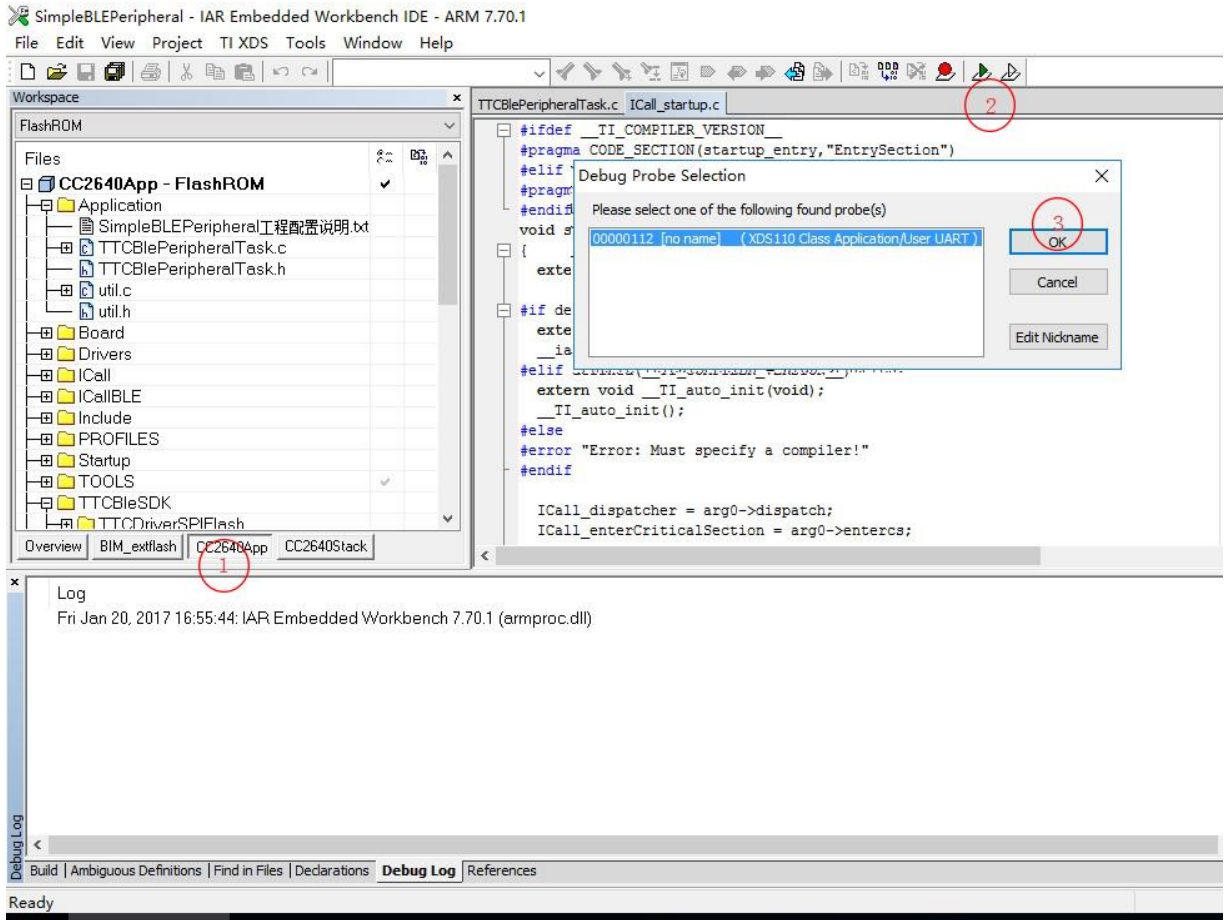 SimpleBLEPeripheral - IAR Embedded Workbench IDE - ARM 7.70.1
File Edit View Project TI XDS Tools Window Help
Workspace
FlashROM
Files
CC2640App - FlashROM
Application
SimpleBLEPeripheral工程配置说明.txt
TTCBlePeripheralTask.c
TTCBlePeripheralTask.h
util.c
util.h
Board
Drivers
ICall
ICallBLE
Include
PROFILES
Startup
TOOLS
TTCBleSDK
TTCDriverSPIFlash
Overview BIM_extflash CC2640App CC2640Stack
1
TTCBlePeripheralTask.c ICall_startup.c
2
#ifdef __TI_COMPILER_VERSION__
#pragma CODE_SECTION(startup_entry,"EntrySection")
#elif
#pragm
#endif
void s
{
exte
#if de
exte
__ia
#elif
extern void __TI_auto_init(void);
__TI_auto_init();
#else
#error "Error: Must specify a compiler!"
#endif
ICall_dispatcher = arg0->dispatch;
ICall_enterCriticalSection = arg0->entercs;
Debug Probe Selection
Please select one of the following found probe(s)
00000112 [no name] ( XDS110 Class Application/User UART )
3
OK
Cancel
Edit Nickname
Log
Fri Jan 20, 2017 16:55:44: IAR Embedded Workbench 7.70.1 (armproc.dll)
Debug Log
Build Ambiguous Definitions Find in Files Declarations Debug Log References
Ready